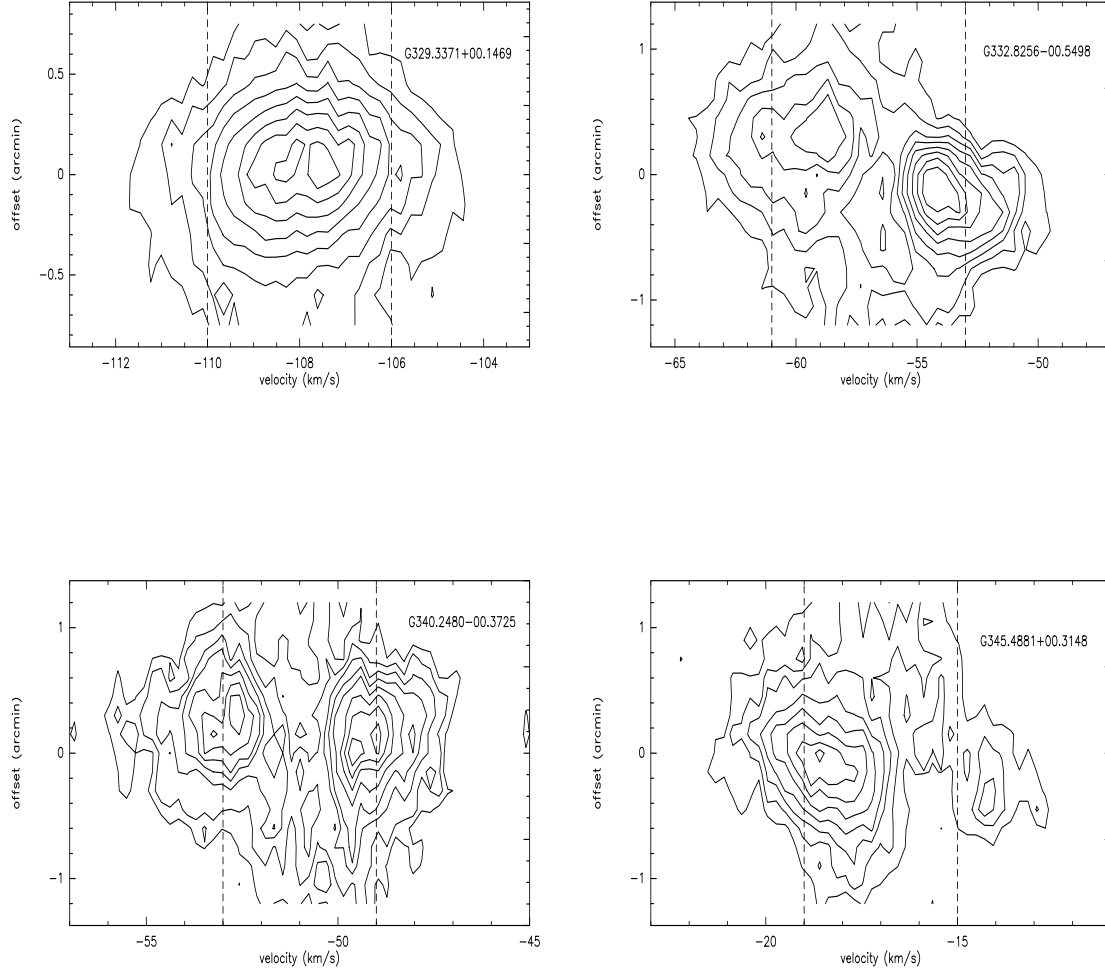 G329.3371+00.1469
0.5
0
−0.5
offset (arcmin)
−112
−110
−108
−106
−104
velocity (km/s)
G332.8256−00.5498
1
0
−1
offset (arcmin)
−65
−60
−55
−50
velocity (km/s)
G340.2480−00.3725
1
0
−1
offset (arcmin)
−55
−50
−45
velocity (km/s)
G345.4881+00.3148
1
0
−1
offset (arcmin)
−20
−15
velocity (km/s)